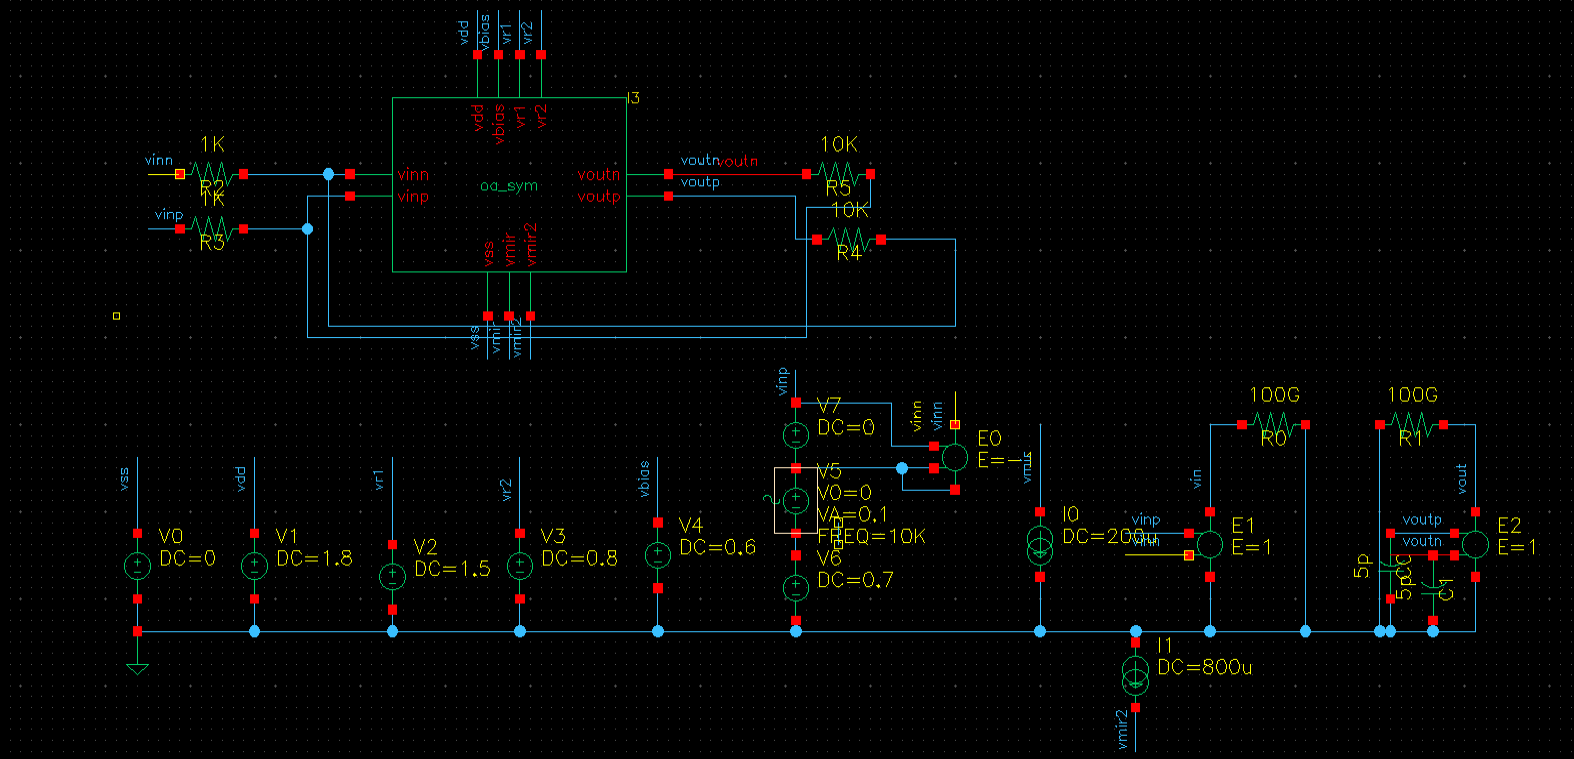 vdd
vbias
vr1
vr2
I3
vdd
vbias
vr1
vr2
1K
vinn
R2
1K
vinp
R3
vinn
vinp
oa_sym
voutn
voutp
vss
vmir
vmir2
voutn
voutn
voutp
10K
R5
10K
R4
vss
vmir
vmir2
vinp
V7
DC=0
vinn
vinn
E0
V5
V0=0
VA=0.1
FREQ=10K
V6
DC=0.7
vss
V0
DC=0
vdd
V1
DC=1.8
vr1
V2
DC=1.5
vr2
V3
DC=0.8
vbias
V4
DC=0.6
I0
DC=200u
vinp
vin
E1
E=1
100G
R0
100G
R1
vout
voutp
voutn
E2
E=1
5p
5p
C1
I1
DC=800u
vmir2